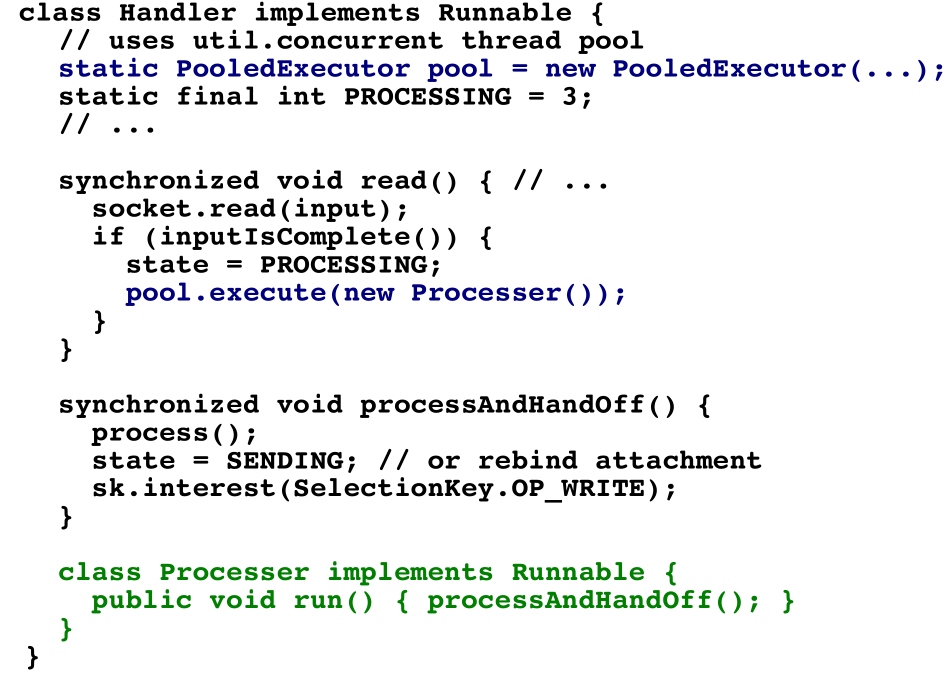 class Handler implements Runnable {
// uses util.concurrent thread pool
static PooledExecutor pool = new PooledExecutor(...);
static final int PROCESSING = 3;
// ...
synchronized void read() { // ...
socket.read(input);
if (inputIsComplete()) {
state = PROCESSING;
pool.execute(new Processer());
}
}
synchronized void processAndHandOff() {
process();
state = SENDING; // or rebind attachment
sk.interest(SelectionKey.OP_WRITE);
}
class Processer implements Runnable {
public void run() { processAndHandOff(); }
}
}